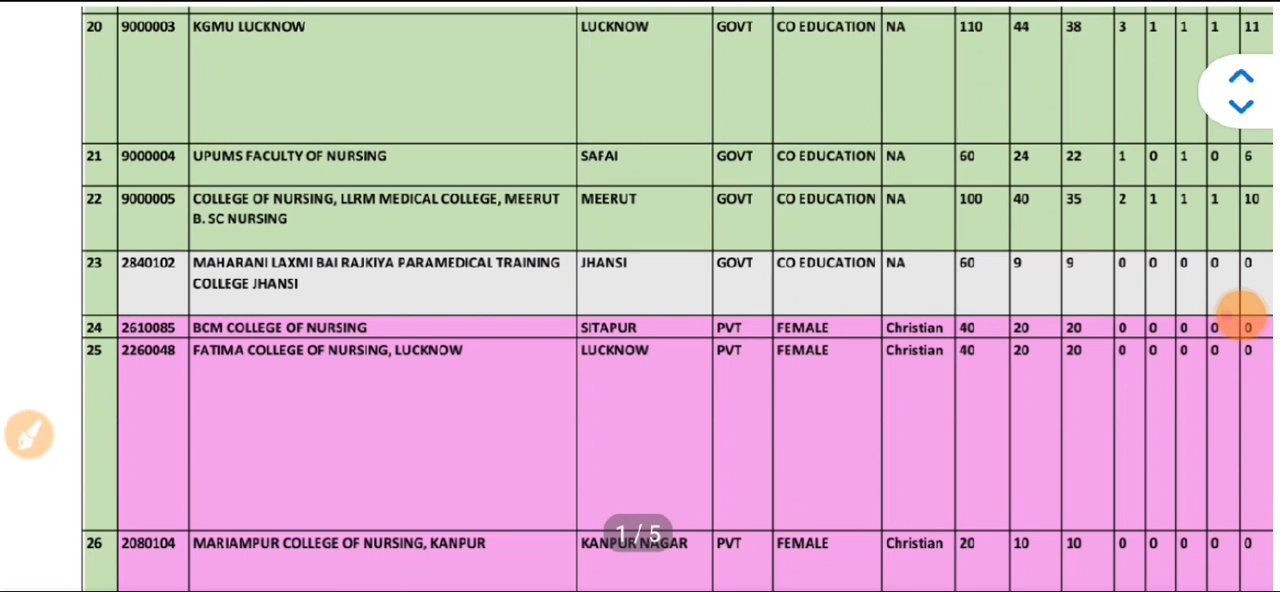 20 9000003 KGMU LUCKNOW LUCKNOW GOVT CO EDUCATION NA 110 44 38 3 1 1 1 11
21 9000004 UPUMS FACULTY OF NURSING SAFAI GOVT CO EDUCATION NA 60 24 22 1 0 1 0 6
22 9000005 COLLEGE OF NURSING, LLRM MEDICAL COLLEGE, MEERUT MEERUT GOVT CO EDUCATION NA 100 40 35 2 1 1 1 10
B. SC NURSING
23 2840102 MAHARANI LAXMI BAI RAJKIYA PARAMEDICAL TRAINING JHANSI GOVT CO EDUCATION NA 60 9 9 0 0 0 0 0
COLLEGE JHANSI
24 2610085 BCM COLLEGE OF NURSING SITAPUR PVT FEMALE Christian 40 20 20 0 0 0 0 0
25 2260048 FATIMA COLLEGE OF NURSING, LUCKNOW LUCKNOW PVT FEMALE Christian 40 20 20 0 0 0 0 0
1 / 5
26 2080104 MARIAMPUR COLLEGE OF NURSING, KANPUR KANPUR NAGAR PVT FEMALE Christian 20 10 10 0 0 0 0 0